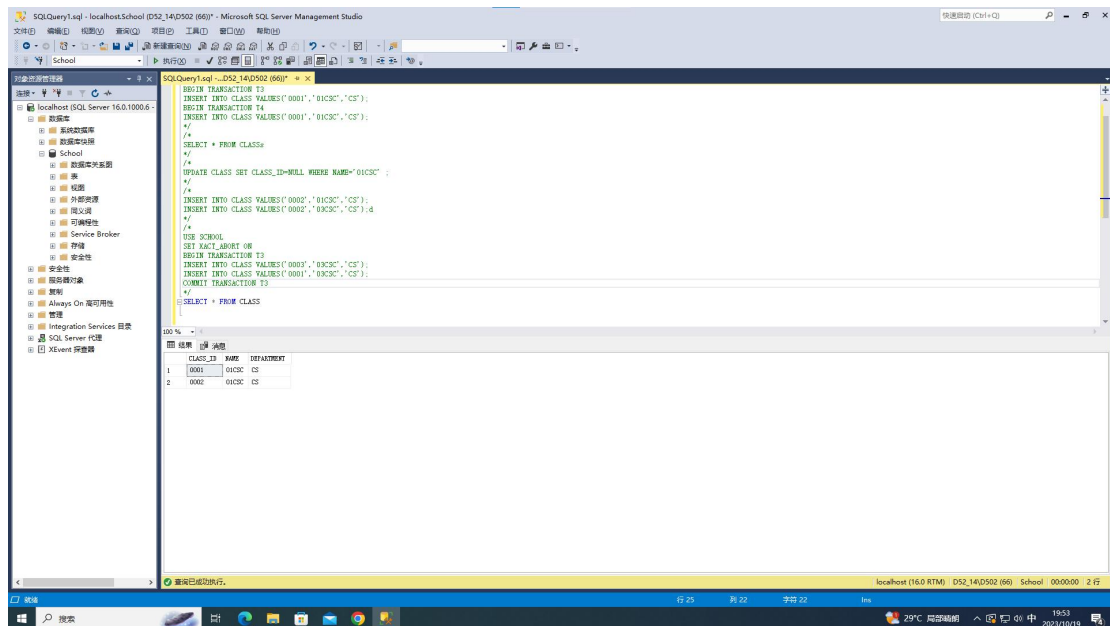 SQLQuery1.sql - localhost.School (D52_14\D502 (66))* - Microsoft SQL Server Management Studio
快速启动 (Ctrl+Q)
文件(F) 编辑(E) 视图(V) 查询(Q) 项目(P) 工具(T) 窗口(W) 帮助(H)
新建查询(N)
School
执行(X)
对象资源管理器
SQLQuery1.sql -...D52_14\D502 (66))*
连接
localhost (SQL Server 16.0.1000.6 -
数据库
系统数据库
数据库快照
School
数据库关系图
表
视图
外部资源
同义词
可编程性
Service Broker
存储
安全性
安全性
服务器对象
复制
Always On 高可用性
管理
Integration Services 目录
SQL Server 代理
XEvent 探查器
BEGIN TRANSACTION T3
INSERT INTO CLASS VALUES('0001','01CSC','CS');
BEGIN TRANSACTION T4
INSERT INTO CLASS VALUES('0001','01CSC','CS');
*/
/*
SELECT * FROM CLASSs
*/
/*
UPDATE CLASS SET CLASS_ID=NULL WHERE NAME='01CSC' ;
*/
/*
INSERT INTO CLASS VALUES('0002','01CSC','CS');
INSERT INTO CLASS VALUES('0002','03CSC','CS');d
*/
/*
USE SCHOOL
SET XACT_ABORT ON
BEGIN TRANSACTION T3
INSERT INTO CLASS VALUES('0003','03CSC','CS');
INSERT INTO CLASS VALUES('0001','03CSC','CS');
COMMIT TRANSACTION T3
*/
SELECT * FROM CLASS
100 %
结果 消息
CLASS_ID NAME DEPARTMENT
1 0001 01CSC CS
2 0002 01CSC CS
查询已成功执行。
localhost (16.0 RTM) D52_14\D502 (66) School 00:00:00 2 行
就绪
行 25 列 22 字符 22 Ins
搜索
29°C 局部晴朗
中
19:53
2023/10/19